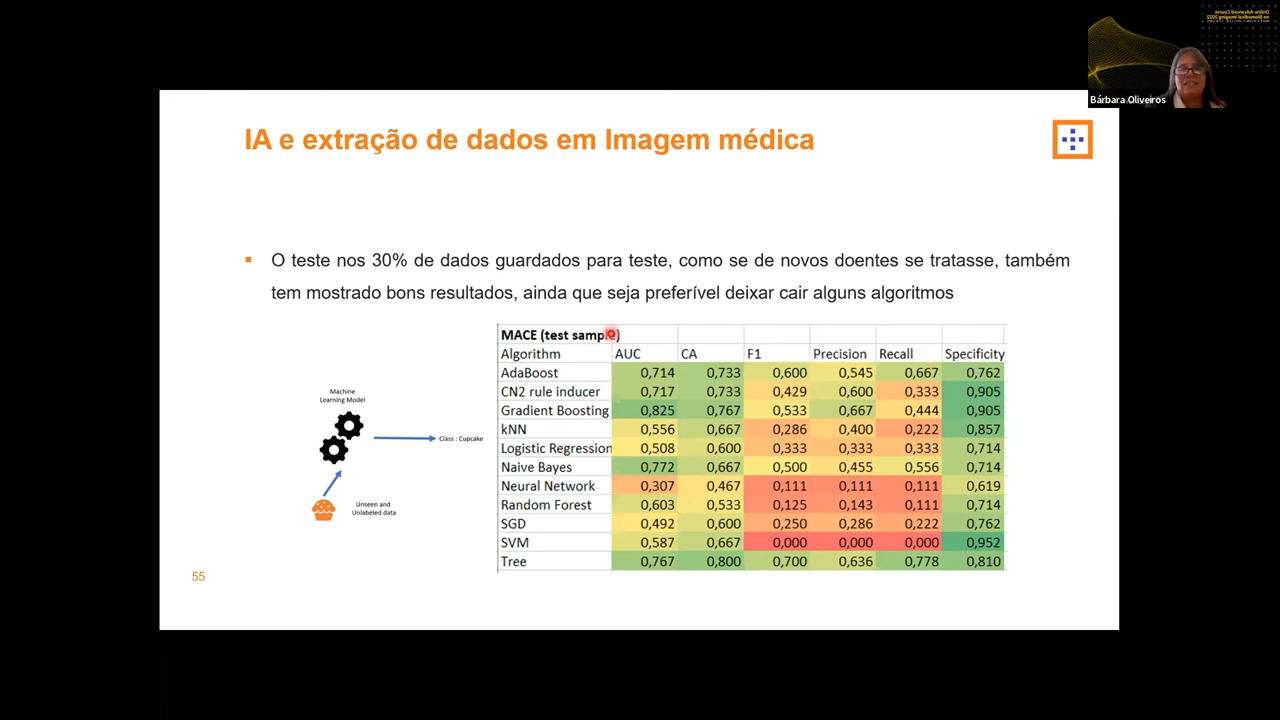 Online Advanced Course
on Biomedical Imaging 2022
Bárbara Oliveiros
IA e extração de dados em Imagem médica
O teste nos 30% de dados guardados para teste, como se de novos doentes se tratasse, também
tem mostrado bons resultados, ainda que seja preferível deixar cair alguns algoritmos
Machine
Learning Model
Class : Cupcake
Unseen and
Unlabeled data
MACE (test sample)
Algorithm AUC CA F1 Precision Recall Specificity
AdaBoost 0,714 0,733 0,600 0,545 0,667 0,762
CN2 rule inducer 0,717 0,733 0,429 0,600 0,333 0,905
Gradient Boosting 0,825 0,767 0,533 0,667 0,444 0,905
kNN 0,556 0,667 0,286 0,400 0,222 0,857
Logistic Regression 0,508 0,600 0,333 0,333 0,333 0,714
Naive Bayes 0,772 0,667 0,500 0,455 0,556 0,714
Neural Network 0,307 0,467 0,111 0,111 0,111 0,619
Random Forest 0,603 0,533 0,125 0,143 0,111 0,714
SGD 0,492 0,600 0,250 0,286 0,222 0,762
SVM 0,587 0,667 0,000 0,000 0,000 0,952
Tree 0,767 0,800 0,700 0,636 0,778 0,810
55